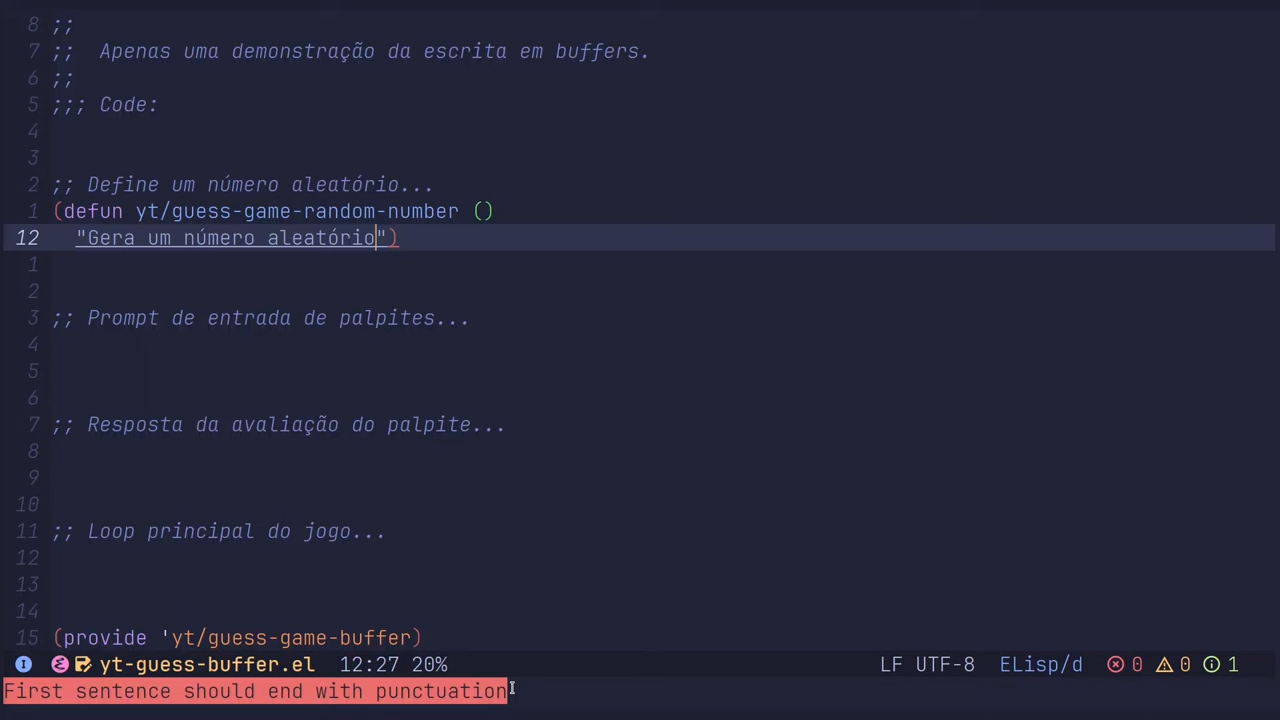 8 ;;
7 ;;  Apenas uma demonstração da escrita em buffers.
6 ;;
5 ;;; Code:
4
3
2 ;; Define um número aleatório...
1 (defun yt/guess-game-random-number ()
12   "Gera um número aleatório")
1
2
3 ;; Prompt de entrada de palpites...
4
5
6
7 ;; Resposta da avaliação do palpite...
8
9
10
11 ;; Loop principal do jogo...
12
13
14
15 (provide 'yt/guess-game-buffer)
I yt-guess-buffer.el 12:27 20% LF UTF-8 ELisp/d 0 0 1
First sentence should end with punctuation